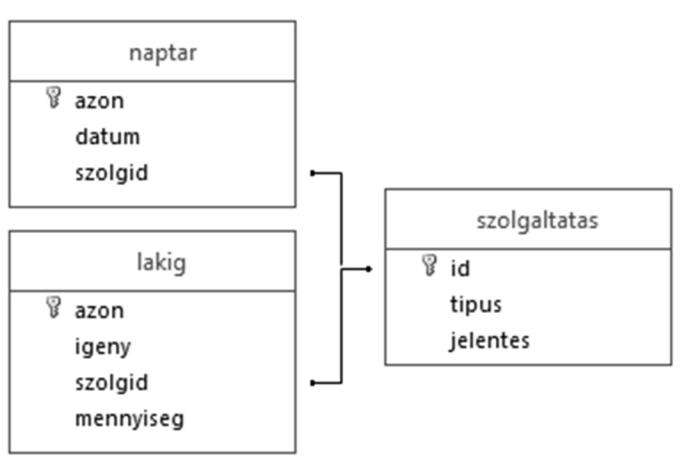 naptar
azon
datum
szolgid
lakig
azon
igeny
szolgid
mennyiseg
szolgaltatas
id
tipus
jelentes